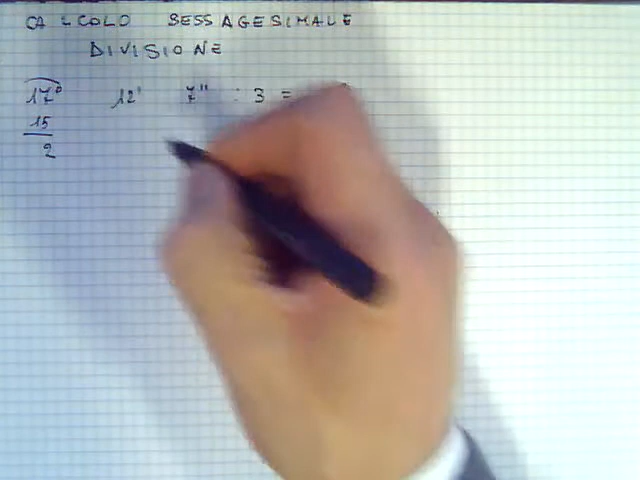 CALCOLO SESSAGESIMALE
DIVISIONE
17° 12' 7" : 3 =
15
2